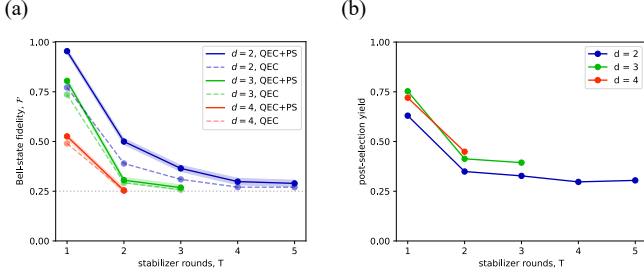 (a)
1.00
0.75
0.50
0.25
0.00
Bell-state fidelity, ℱ
d = 2, QEC+PS
d = 2, QEC
d = 3, QEC+PS
d = 3, QEC
d = 4, QEC+PS
d = 4, QEC
1 2 3 4 5
stabilizer rounds, T
(b)
1.00
0.75
0.50
0.25
0.00
post-selection yield
d = 2
d = 3
d = 4
1 2 3 4 5
stabilizer rounds, T